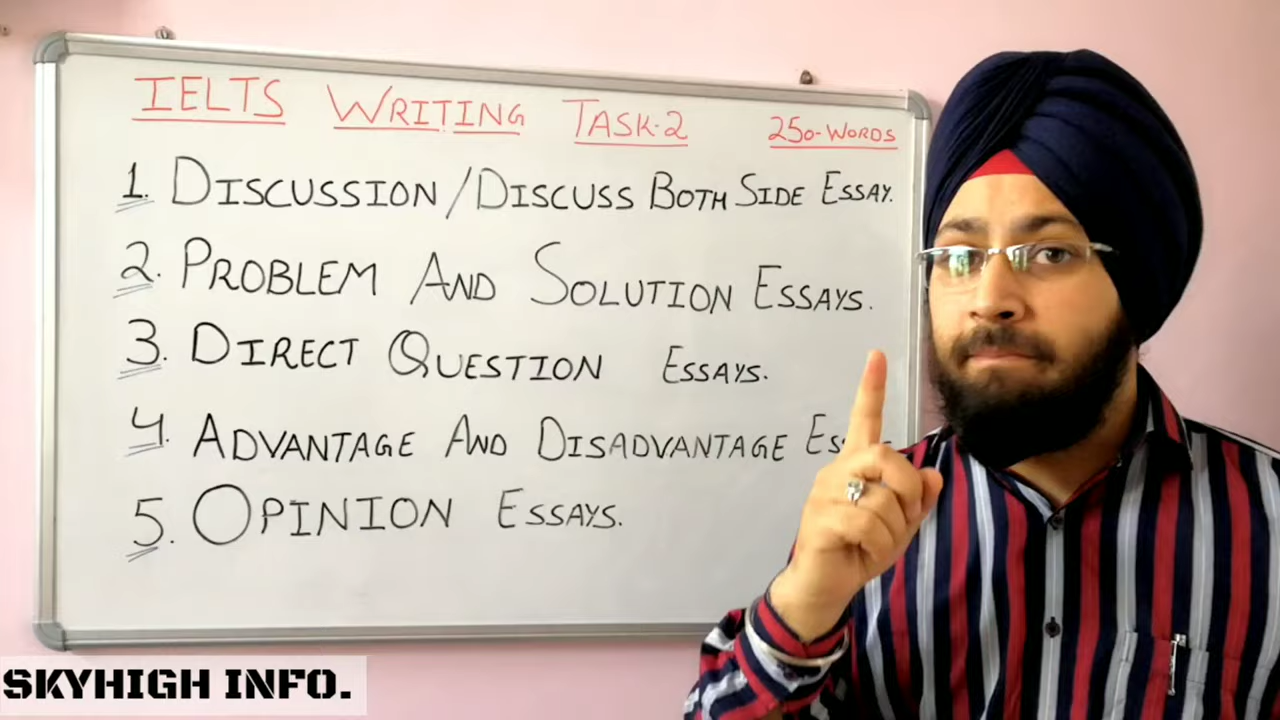 IELTS WRITING TASK-2 250-WORDS
1. DISCUSSION/DISCUSS BOTH SIDE ESSAY.
2. PROBLEM AND SOLUTION ESSAYS.
3. DIRECT QUESTION ESSAYS.
4. ADVANTAGE AND DISADVANTAGE
5. OPINION ESSAYS.
SKYHIGH INFO.